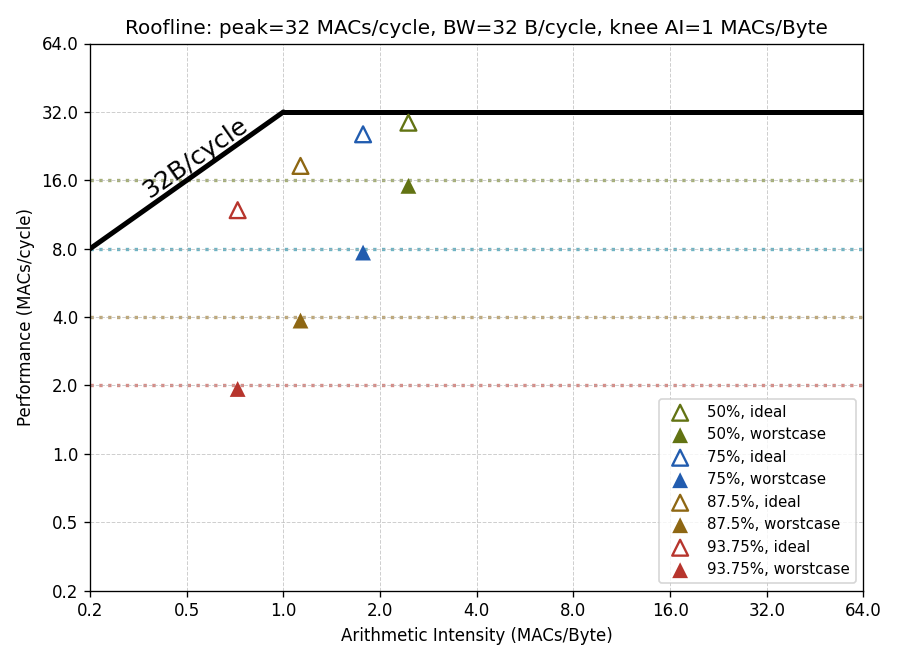 Roofline: peak=32 MACs/cycle, BW=32 B/cycle, knee AI=1 MACs/Byte
Performance (MACs/cycle)
64.0
32.0
16.0
8.0
4.0
2.0
1.0
0.5
0.2
32B/cycle
50%, ideal
50%, worstcase
75%, ideal
75%, worstcase
87.5%, ideal
87.5%, worstcase
93.75%, ideal
93.75%, worstcase
0.2 0.5 1.0 2.0 4.0 8.0 16.0 32.0 64.0
Arithmetic Intensity (MACs/Byte)